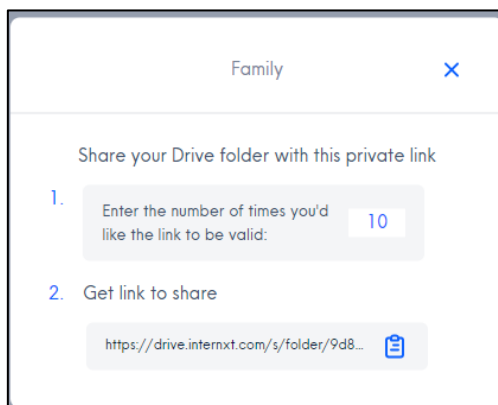 Family
Share your Drive folder with this private link
1.
Enter the number of times you'd
like the link to be valid:
10
2. Get link to share
https://drive.internxt.com/s/folder/9d8...